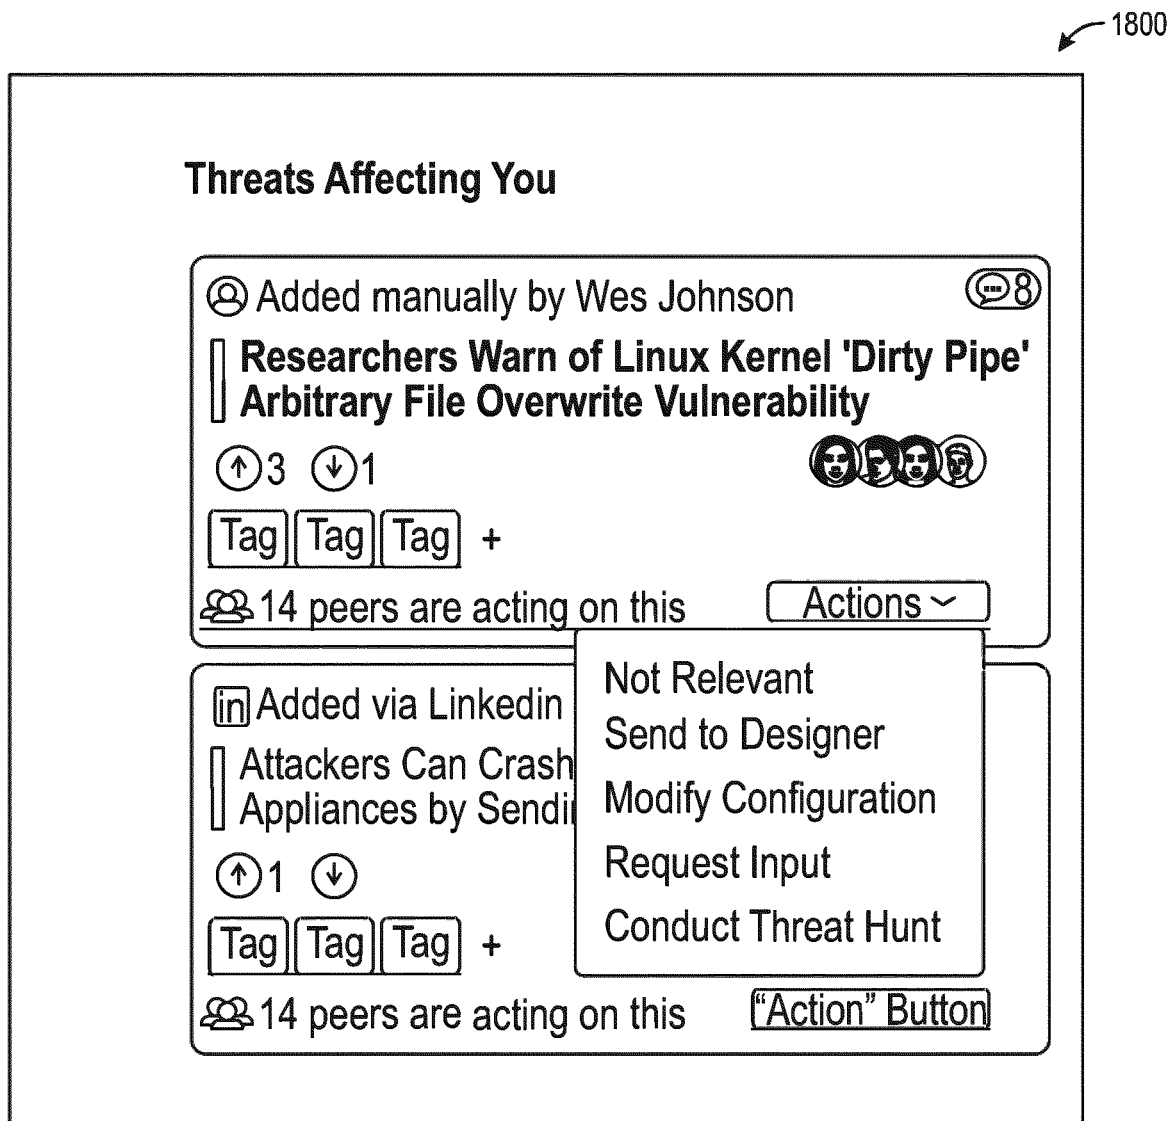 1800
Threats Affecting You
Added manually by Wes Johnson
8
Researchers Warn of Linux Kernel 'Dirty Pipe'
Arbitrary File Overwrite Vulnerability
3 1
Tag Tag Tag +
14 peers are acting on this
Actions
Not Relevant
Send to Designer
Modify Configuration
Request Input
Conduct Threat Hunt
in Added via Linkedin
Attackers Can Crash
Appliances by
1
Tag Tag Tag +
14 peers are acting on this
“Action” Button